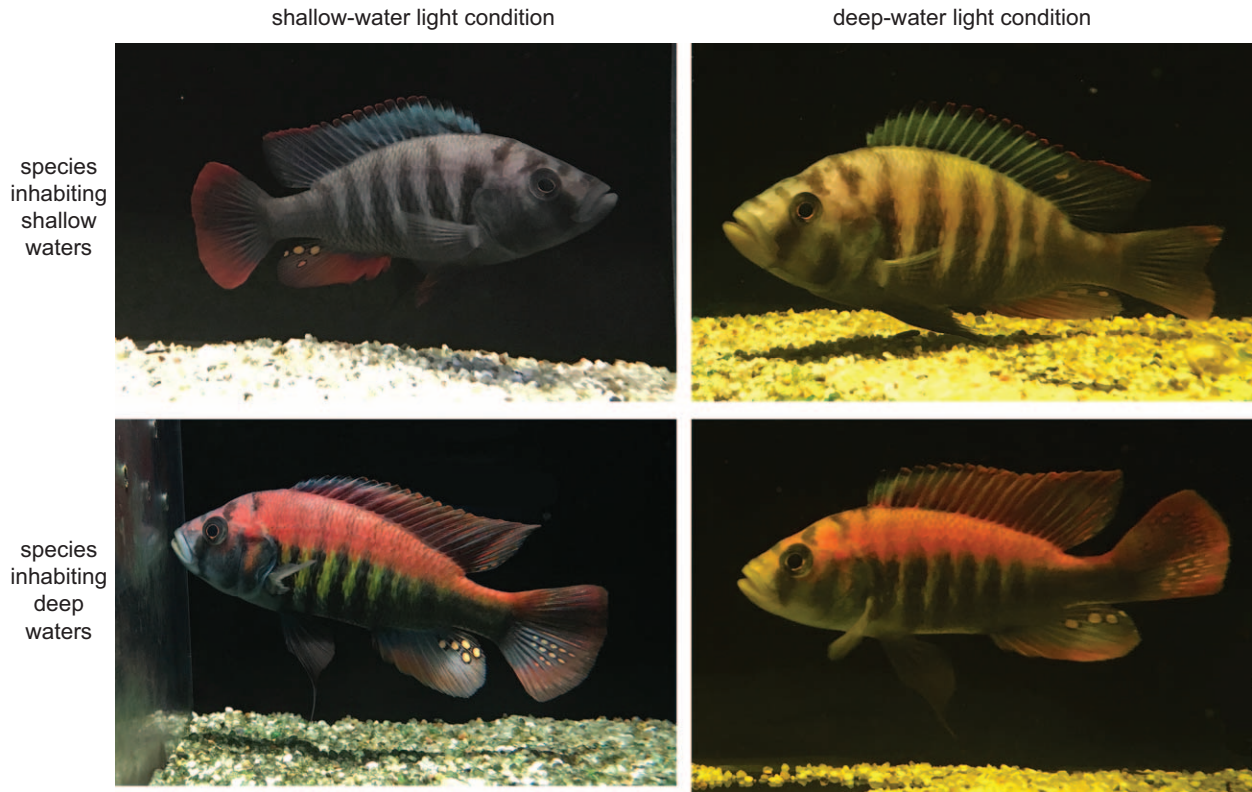 shallow-water light condition
deep-water light condition
species
inhabiting
shallow
waters
species
inhabiting
deep
waters